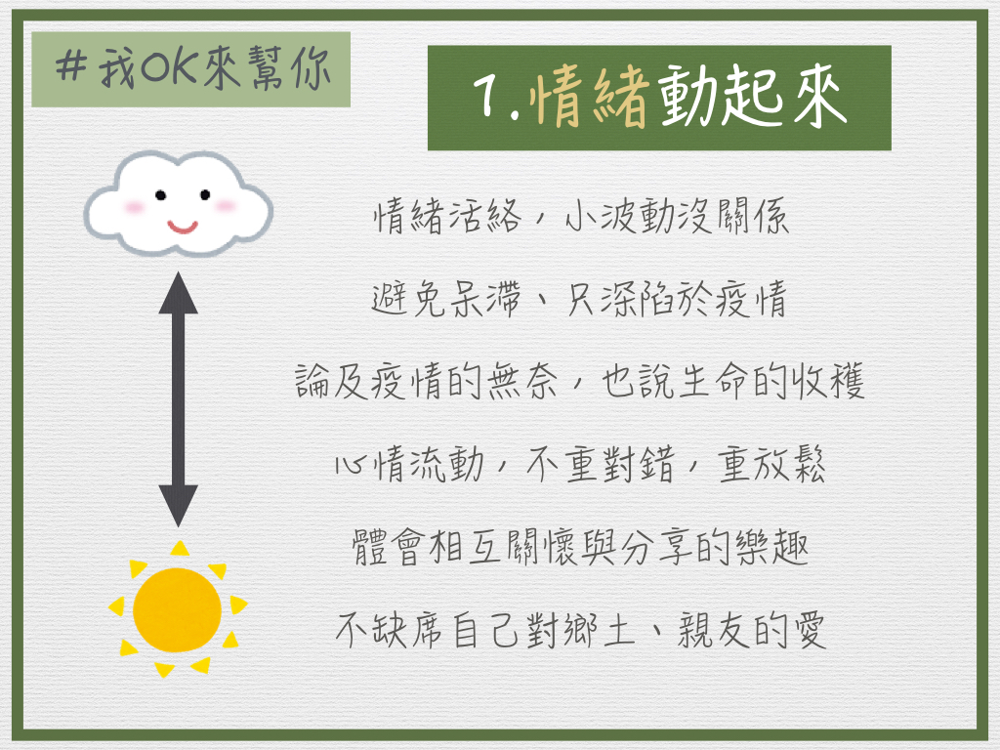 #我OK來幫你
1.情緒動起來
情緒活絡，小波動沒關係
避免呆滯、只深陷於疫情
論及疫情的無奈，也說生命的收穫
心情流動，不重對錯，重放鬆
體會相互關懷與分享的樂趣
不缺席自己對鄉土、親友的愛